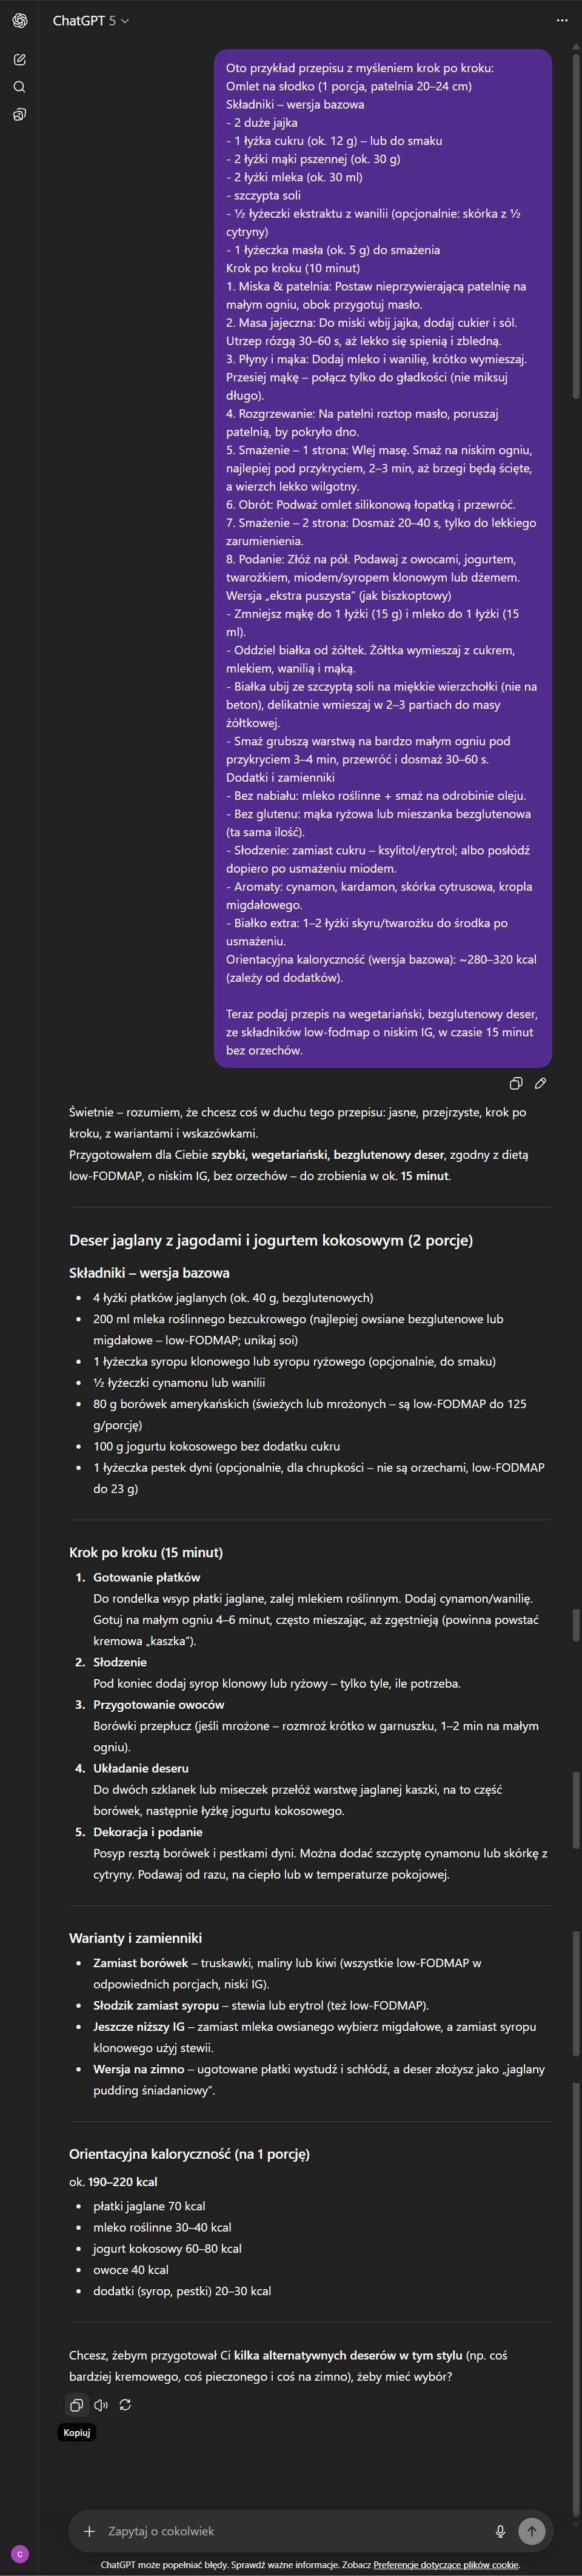 ChatGPT 5
Oto przykład przepisu z myśleniem krok po kroku:
Omlet na słodko (1 porcja, patelnia 20–24 cm)
Składniki – wersja bazowa
- 2 duże jajka
- 1 łyżka cukru (ok. 12 g) – lub do smaku
- 2 łyżki mąki pszennej (ok. 30 g)
- 2 łyżki mleka (ok. 30 ml)
- szczypta soli
- ½ łyżeczki ekstraktu z wanilii (opcjonalnie: skórka z ½
cytryny)
- 1 łyżeczka masła (ok. 5 g) do smażenia
Krok po kroku (10 minut)
1. Miska & patelnia: Postaw nieprzywierającą patelnię na
małym ogniu, obok przygotuj masło.
2. Masa jajeczna: Do miski wbij jajka, dodaj cukier i sól.
Utrzep rózgą 30–60 s, aż lekko się spienią i zbledną.
3. Płyny i mąka: Dodaj mleko i wanilię, krótko wymieszaj.
Przesiej mąkę – połącz tylko do gładkości (nie miksuj
długo).
4. Rozgrzewanie: Na patelni roztop masło, poruszaj
patelnią, by pokryło dno.
5. Smażenie – 1 strona: Wlej masę. Smaż na niskim ogniu,
najlepiej pod przykryciem, 2–3 min, aż brzegi będą ścięte,
a wierzch lekko wilgotny.
6. Obrót: Podważ omlet silikonową łopatką i przewróć.
7. Smażenie – 2 strona: Dosmaż 20–40 s, tylko do lekkiego
zarumienienia.
8. Podanie: Złóż na pół. Podawaj z owocami, jogurtem,
twarożkiem, miodem/syropem klonowym lub dżemem.
Wersja „ekstra puszysta” (jak biszkoptowy)
- Zmniejsz mąkę do 1 łyżki (15 g) i mleko do 1 łyżki (15
ml).
- Oddziel białka od żółtek. Żółtka wymieszaj z cukrem,
mlekiem, wanilią i mąką.
- Białka ubij ze szczyptą soli na miękkie wierzchołki (nie na
beton), delikatnie wmieszaj w 2–3 partiach do masy
żółtkowej.
- Smaż grubszą warstwą na bardzo małym ogniu pod
przykryciem 3–4 min, przewróć i dosmaż 30–60 s.
Dodatki i zamienniki
- Bez nabiału: mleko roślinne + smaż na odrobinie oleju.
- Bez glutenu: mąka ryżowa lub mieszanka bezglutenowa
(ta sama ilość).
- Słodzenie: zamiast cukru – ksylitol/erytrol; albo posłódź
dopiero po usmażeniu miodem.
- Aromaty: cynamon, kardamon, skórka cytrusowa, kropla
migdałowego.
- Białko extra: 1–2 łyżki skyru/twarożku do środka po
usmażeniu.
Orientacyjna kaloryczność (wersja bazowa): ~280–320 kcal
(zależy od dodatków).
Teraz podaj przepis na wegetariański, bezglutenowy deser,
ze składników low-fodmap o niskim IG, w czasie 15 minut
bez orzechów.
Świetnie – rozumiem, że chcesz coś w duchu tego przepisu: jasne, przejrzyste, krok po
kroku, z wariantami i wskazówkami.
Przygotowałem dla Ciebie szybki, wegetariański, bezglutenowy deser, zgodny z dietą
low-FODMAP, o niskim IG, bez orzechów – do zrobienia w ok. 15 minut.
Deser jaglany z jagodami i jogurtem kokosowym (2 porcje)
Składniki – wersja bazowa
• 4 łyżki płatków jaglanych (ok. 40 g, bezglutenowych)
• 200 ml mleka roślinnego bezcukrowego (najlepiej owsiane bezglutenowe lub
migdałowe – low-FODMAP; unikaj soi)
• 1 łyżeczka syropu klonowego lub syropu ryżowego (opcjonalnie, do smaku)
• ½ łyżeczki cynamonu lub wanilii
• 80 g borówek amerykańskich (świeżych lub mrożonych – są low-FODMAP do 125
g/porcję)
• 100 g jogurtu kokosowego bez dodatku cukru
• 1 łyżeczka pestek dyni (opcjonalnie, dla chrupkości – nie są orzechami, low-FODMAP
do 23 g)
Krok po kroku (15 minut)
1. Gotowanie płatków
Do rondelka wsyp płatki jaglane, zalej mlekiem roślinnym. Dodaj cynamon/wanilię.
Gotuj na małym ogniu 4–6 minut, często mieszając, aż zgęstnieją (powinna powstać
kremowa „kaszka”).
2. Słodzenie
Pod koniec dodaj syrop klonowy lub ryżowy – tylko tyle, ile potrzeba.
3. Przygotowanie owoców
Borówki przepłucz (jeśli mrożone – rozmroź krótko w garnuszku, 1–2 min na małym
ogniu).
4. Układanie deseru
Do dwóch szklanek lub miseczek przełóż warstwę jaglanej kaszki, na to część
borówek, następnie łyżkę jogurtu kokosowego.
5. Dekoracja i podanie
Posyp resztą borówek i pestkami dyni. Można dodać szczyptę cynamonu lub skórkę z
cytryny. Podawaj od razu, na ciepło lub w temperaturze pokojowej.
Warianty i zamienniki
• Zamiast borówek – truskawki, maliny lub kiwi (wszystkie low-FODMAP w
odpowiednich porcjach, niski IG).
• Słodzik zamiast syropu – stewia lub erytrol (też low-FODMAP).
• Jeszcze niższy IG – zamiast mleka owsianego wybierz migdałowe, a zamiast syropu
klonowego użyj stewii.
• Wersja na zimno – ugotowane płatki wystudź i schłódź, a deser złożysz jako „jaglany
pudding śniadaniowy”.
Orientacyjna kaloryczność (na 1 porcję)
ok. 190–220 kcal
• płatki jaglane 70 kcal
• mleko roślinne 30–40 kcal
• jogurt kokosowy 60–80 kcal
• owoce 40 kcal
• dodatki (syrop, pestki) 20–30 kcal
Chcesz, żebym przygotował Ci kilka alternatywnych deserów w tym stylu (np. coś
bardziej kremowego, coś pieczonego i coś na zimno), żeby mieć wybór?
Kopiuj
Zapytaj o cokolwiek
C
ChatGPT może popełniać błędy. Sprawdź ważne informacje. Zobacz Preferencje dotyczące plików cookie.